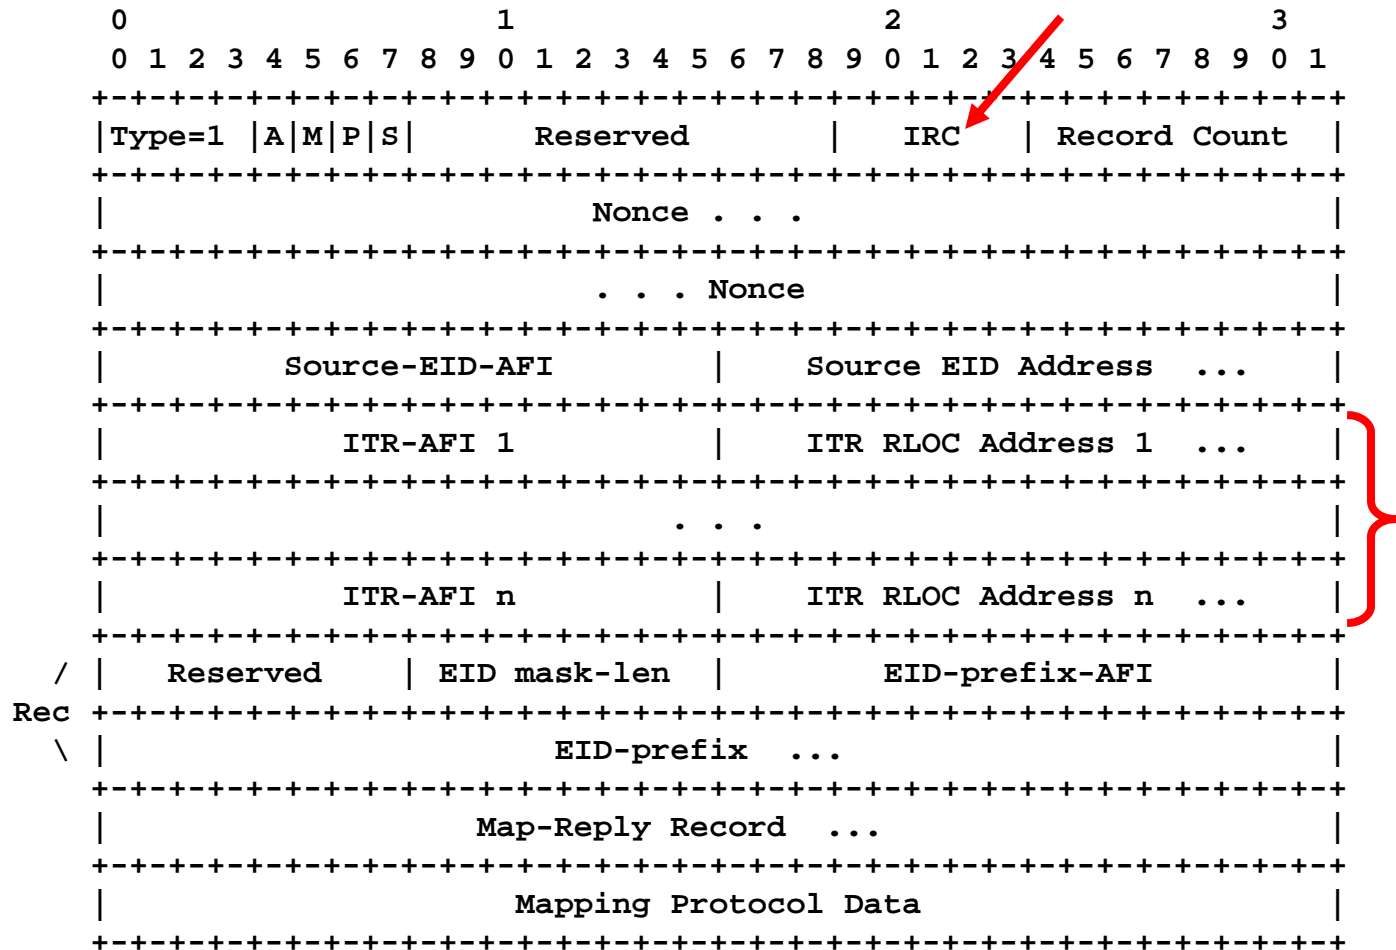 0                   1                   2                   3
 0 1 2 3 4 5 6 7 8 9 0 1 2 3 4 5 6 7 8 9 0 1 2 3 4 5 6 7 8 9 0 1
+-+-+-+-+-+-+-+-+-+-+-+-+-+-+-+-+-+-+-+-+-+-+-+-+-+-+-+-+-+-+-+-+
|Type=1 |A|M|P|S|      Reserved       |   IRC   | Record Count  |
+-+-+-+-+-+-+-+-+-+-+-+-+-+-+-+-+-+-+-+-+-+-+-+-+-+-+-+-+-+-+-+-+
|                         Nonce . . .                           |
+-+-+-+-+-+-+-+-+-+-+-+-+-+-+-+-+-+-+-+-+-+-+-+-+-+-+-+-+-+-+-+-+
|                         . . . Nonce                           |
+-+-+-+-+-+-+-+-+-+-+-+-+-+-+-+-+-+-+-+-+-+-+-+-+-+-+-+-+-+-+-+-+
|         Source-EID-AFI        |    Source EID Address  ...    |
+-+-+-+-+-+-+-+-+-+-+-+-+-+-+-+-+-+-+-+-+-+-+-+-+-+-+-+-+-+-+-+-+
|            ITR-AFI 1          |    ITR RLOC Address 1  ...    |
+-+-+-+-+-+-+-+-+-+-+-+-+-+-+-+-+-+-+-+-+-+-+-+-+-+-+-+-+-+-+-+-+
|                             . . .                             |
+-+-+-+-+-+-+-+-+-+-+-+-+-+-+-+-+-+-+-+-+-+-+-+-+-+-+-+-+-+-+-+-+
|            ITR-AFI n          |    ITR RLOC Address n  ...    |
+-+-+-+-+-+-+-+-+-+-+-+-+-+-+-+-+-+-+-+-+-+-+-+-+-+-+-+-+-+-+-+-+
/ |   Reserved    | EID mask-len  |        EID-prefix-AFI         |
Rec +-+-+-+-+-+-+-+-+-+-+-+-+-+-+-+-+-+-+-+-+-+-+-+-+-+-+-+-+-+-+-+-+
\ |                       EID-prefix  ...                         |
+-+-+-+-+-+-+-+-+-+-+-+-+-+-+-+-+-+-+-+-+-+-+-+-+-+-+-+-+-+-+-+-+
|                   Map-Reply Record  ...                       |
+-+-+-+-+-+-+-+-+-+-+-+-+-+-+-+-+-+-+-+-+-+-+-+-+-+-+-+-+-+-+-+-+
|                     Mapping Protocol Data                     |
+-+-+-+-+-+-+-+-+-+-+-+-+-+-+-+-+-+-+-+-+-+-+-+-+-+-+-+-+-+-+-+-+